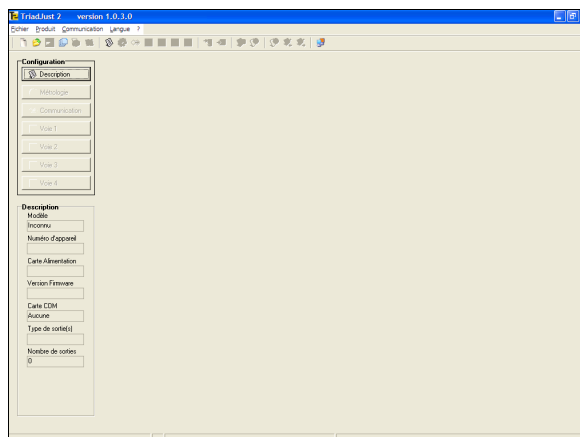 TriadJust 2 version 1.0.3.0
Fichier Produit Communication Langue ?
Configuration
Description
Métrologie
Communication
Voie 1
Voie 2
Voie 3
Voie 4
Description
Modèle
Inconnu
Numéro d'appareil
Carte Alimentation
Version Firmware
Carte COM
Aucune
Type de sortie(s)
Nombre de sorties
0